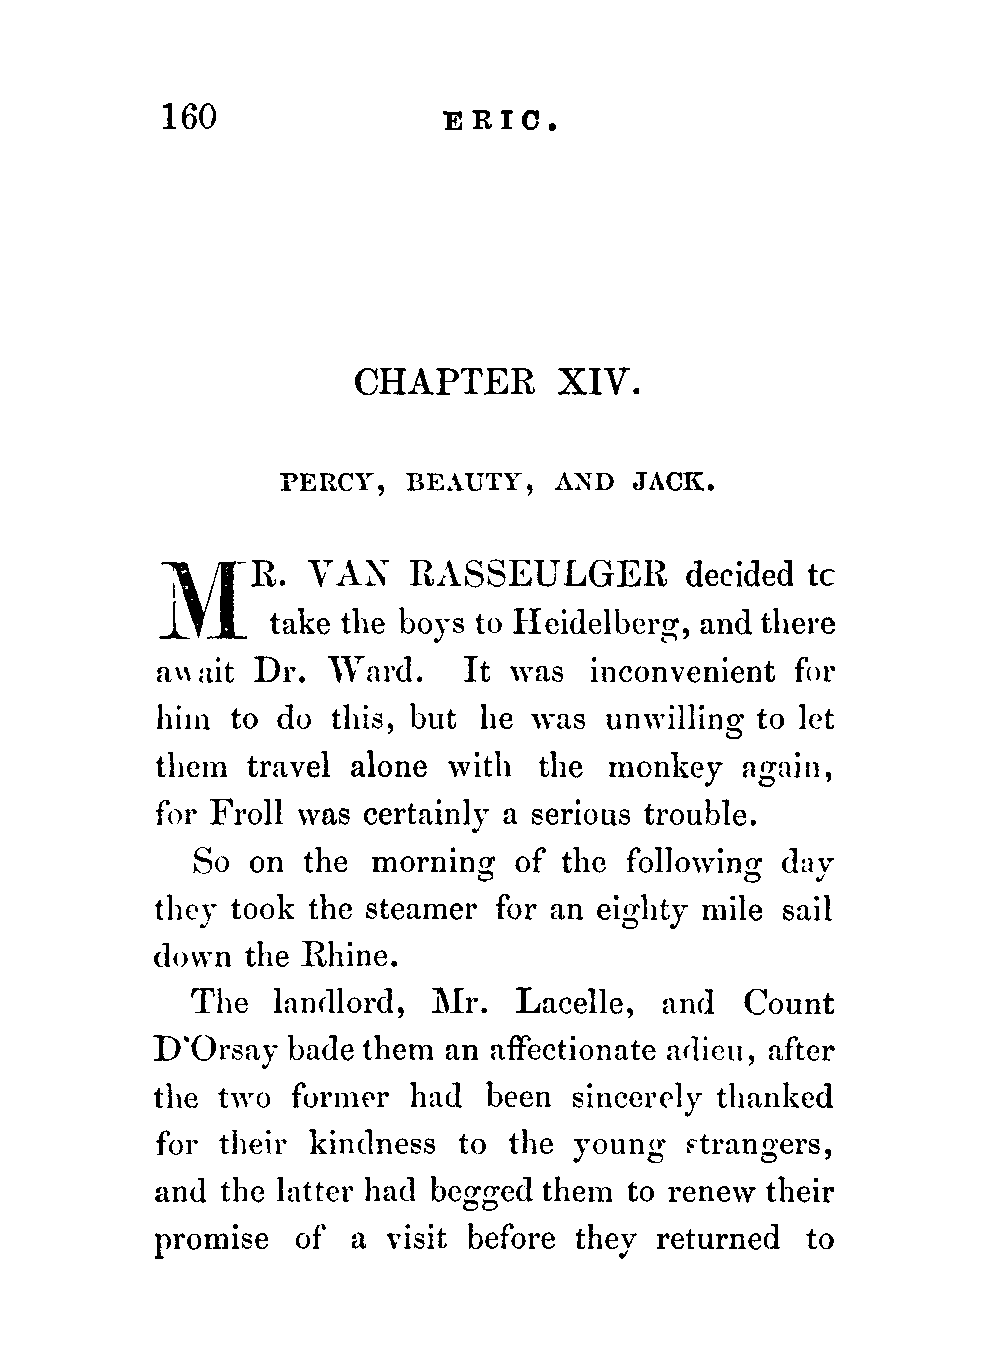 160 ERIC.
CHAPTER XIV.
PERCY, BEAUTY, AND JACK.
MR. VAN RASSEULGER decided to
take the boys to Heidelberg, and there
await Dr. Ward. It was inconvenient for
him to do this, but he was unwilling to let
them travel alone with the monkey again,
for Froll was certainly a serious trouble.
So on the morning of the following day
they took the steamer for an eighty mile sail
down the Rhine.
The landlord, Mr. Lacelle, and Count
D'Orsay bade them an affectionate adieu, after
the two former had been sincerely thanked
for their kindness to the young strangers,
and the latter had begged them to renew their
promise of a visit before they returned to